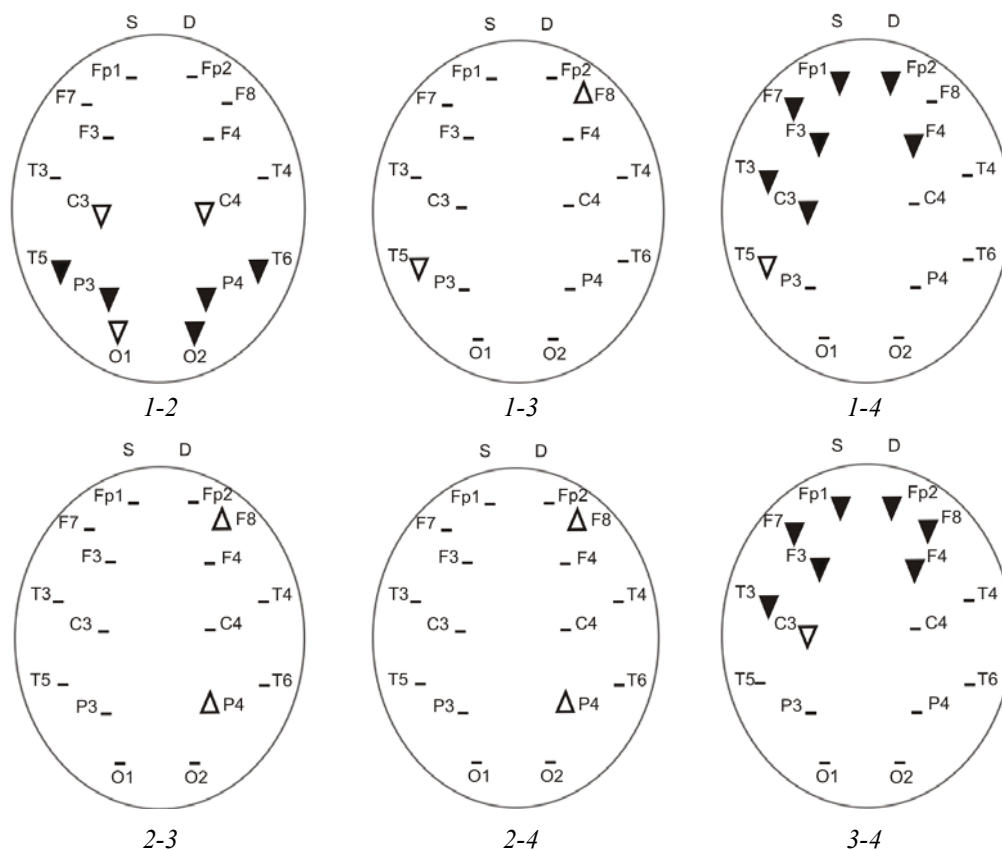 S D S D S D
Fp1 Fp2 Fp1 Fp2 Fp1 Fp2
F7 F8 F7 F8 F7 F8
F3 F4 F3 F4 F3 F4
T3 T4 T3 T4 T3 T4
C3 C4 C3 C4 C3 C4
T5 T6 T5 T6 T5 T6
P3 P4 P3 P4 P3 P4
O1 O2 O1 O2 O1 O2
1-2 1-3 1-4
S D S D
Fp1 Fp2 Fp1 Fp2 Fp1 Fp2
F7 F8 F7 F8 F7 F8
F3 F4 F3 F4 F3 F4
T3 T4 T3 T4 T3 T4
C3 C4 C3 C4 C3 C4
T5 T6 T5 T6 T5 T6
P3 P4 P3 P4 P3 P4
O1 O2 O1 O2 O1 O2
2-3 2-4 3-4